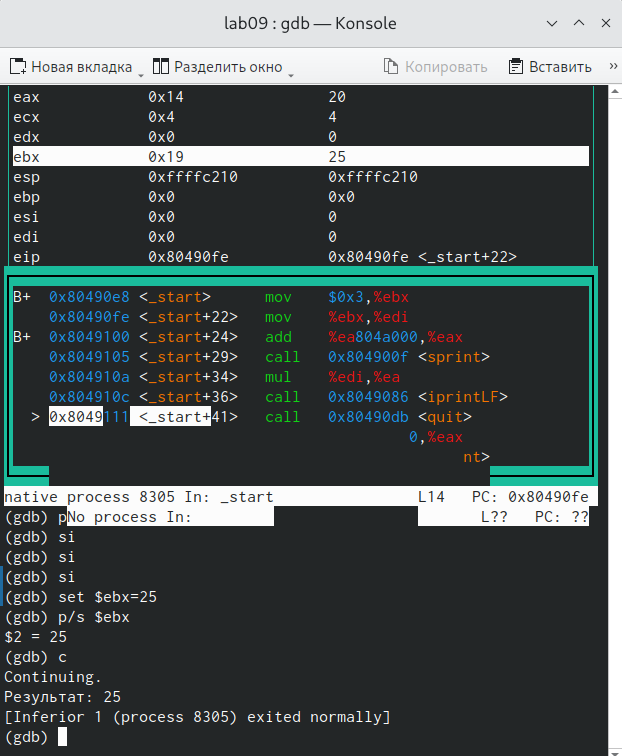 lab09 : gdb — Konsole
Новая вкладка Разделить окно Копировать Вставить »
eax 0x14 20
ecx 0x4 4
edx 0x0 0
ebx 0x19 25
esp 0xffffc210 0xffffc210
ebp 0x0 0x0
esi 0x0 0
edi 0x0 0
eip 0x80490fe 0x80490fe <_start+22>
B+ 0x80490e8 <_start> mov $0x3,%ebx
0x80490fe <_start+22> mov %ebx,%edi
B+ 0x8049100 <_start+24> add %ea804a000,%eax
0x8049105 <_start+29> call 0x804900f <sprint>
0x804910a <_start+34> mul %edi,%ea
0x804910c <_start+36> call 0x8049086 <iprintLF>
> 0x8049111 <_start+41> call 0x80490db <quit>
0,%eax
nt>
native process 8305 In: _start L14 PC: 0x80490fe
(gdb) pNo process In: L?? PC: ??
(gdb) si
(gdb) si
(gdb) si
(gdb) set $ebx=25
(gdb) p/s $ebx
$2 = 25
(gdb) c
Continuing.
Результат: 25
[Inferior 1 (process 8305) exited normally]
(gdb)